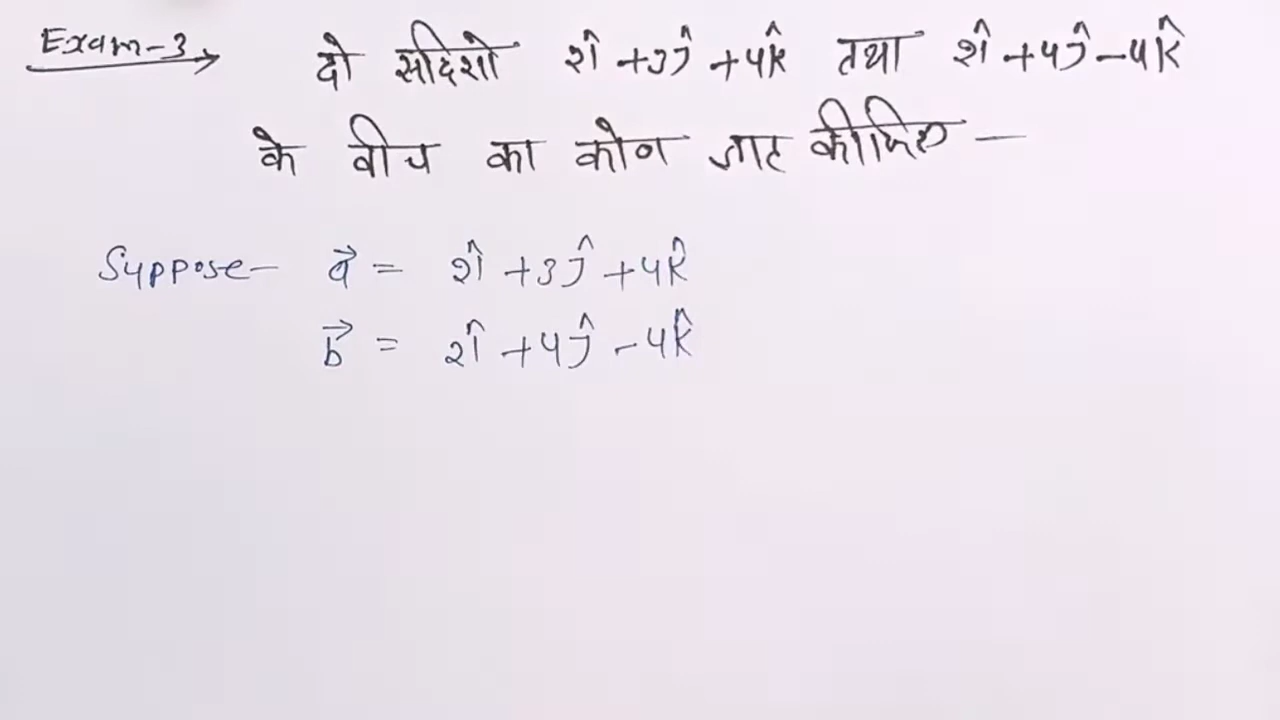 Exam-3→ दो सदिशो 2î +3ĵ +4k̂ तथा 2î +4ĵ -4k̂
के बीच का कोण ज्ञात कीजिए —
Suppose- a⃗ = 2î +3ĵ +4k̂
b⃗ = 2î +4ĵ -4k̂